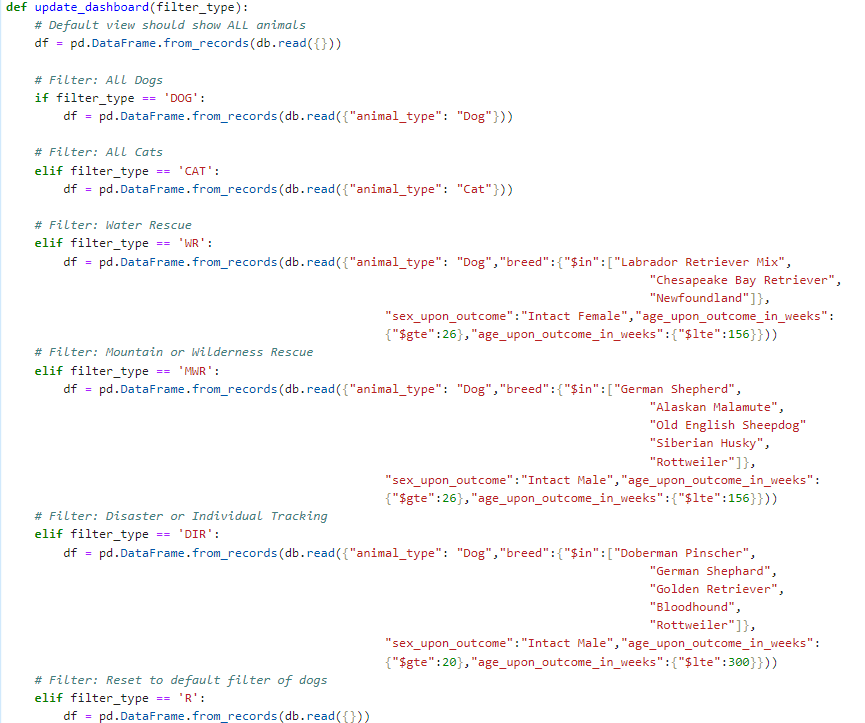 def update_dashboard(filter_type):
    # Default view should show ALL animals
    df = pd.DataFrame.from_records(db.read({}))

    # Filter: All Dogs
    if filter_type == 'DOG':
        df = pd.DataFrame.from_records(db.read({"animal_type": "Dog"}))

    # Filter: All Cats
    elif filter_type == 'CAT':
        df = pd.DataFrame.from_records(db.read({"animal_type": "Cat"}))

    # Filter: Water Rescue
    elif filter_type == 'WR':
        df = pd.DataFrame.from_records(db.read({"animal_type": "Dog","breed":{"$in":["Labrador Retriever Mix",
                                                                                          "Chesapeake Bay Retriever",
                                                                                          "Newfoundland"]},
                                                     "sex_upon_outcome":"Intact Female","age_upon_outcome_in_weeks":
                                                     {"$gte":26},"age_upon_outcome_in_weeks":{"$lte":156}}))
    # Filter: Mountain or Wilderness Rescue
    elif filter_type == 'MWR':
        df = pd.DataFrame.from_records(db.read({"animal_type": "Dog","breed":{"$in":["German Shepherd",
                                                                                          "Alaskan Malamute",
                                                                                          "Old English Sheepdog"
                                                                                          "Siberian Husky",
                                                                                          "Rottweiler"]},
                                                     "sex_upon_outcome":"Intact Male","age_upon_outcome_in_weeks":
                                                     {"$gte":26},"age_upon_outcome_in_weeks":{"$lte":156}}))
    # Filter: Disaster or Individual Tracking
    elif filter_type == 'DIR':
        df = pd.DataFrame.from_records(db.read({"animal_type": "Dog","breed":{"$in":["Doberman Pinscher",
                                                                                          "German Shephard",
                                                                                          "Golden Retriever",
                                                                                          "Bloodhound",
                                                                                          "Rottweiler"]},
                                                     "sex_upon_outcome":"Intact Male","age_upon_outcome_in_weeks":
                                                     {"$gte":20},"age_upon_outcome_in_weeks":{"$lte":300}}))
    # Filter: Reset to default filter of dogs
    elif filter_type == 'R':
        df = pd.DataFrame.from_records(db.read({}))